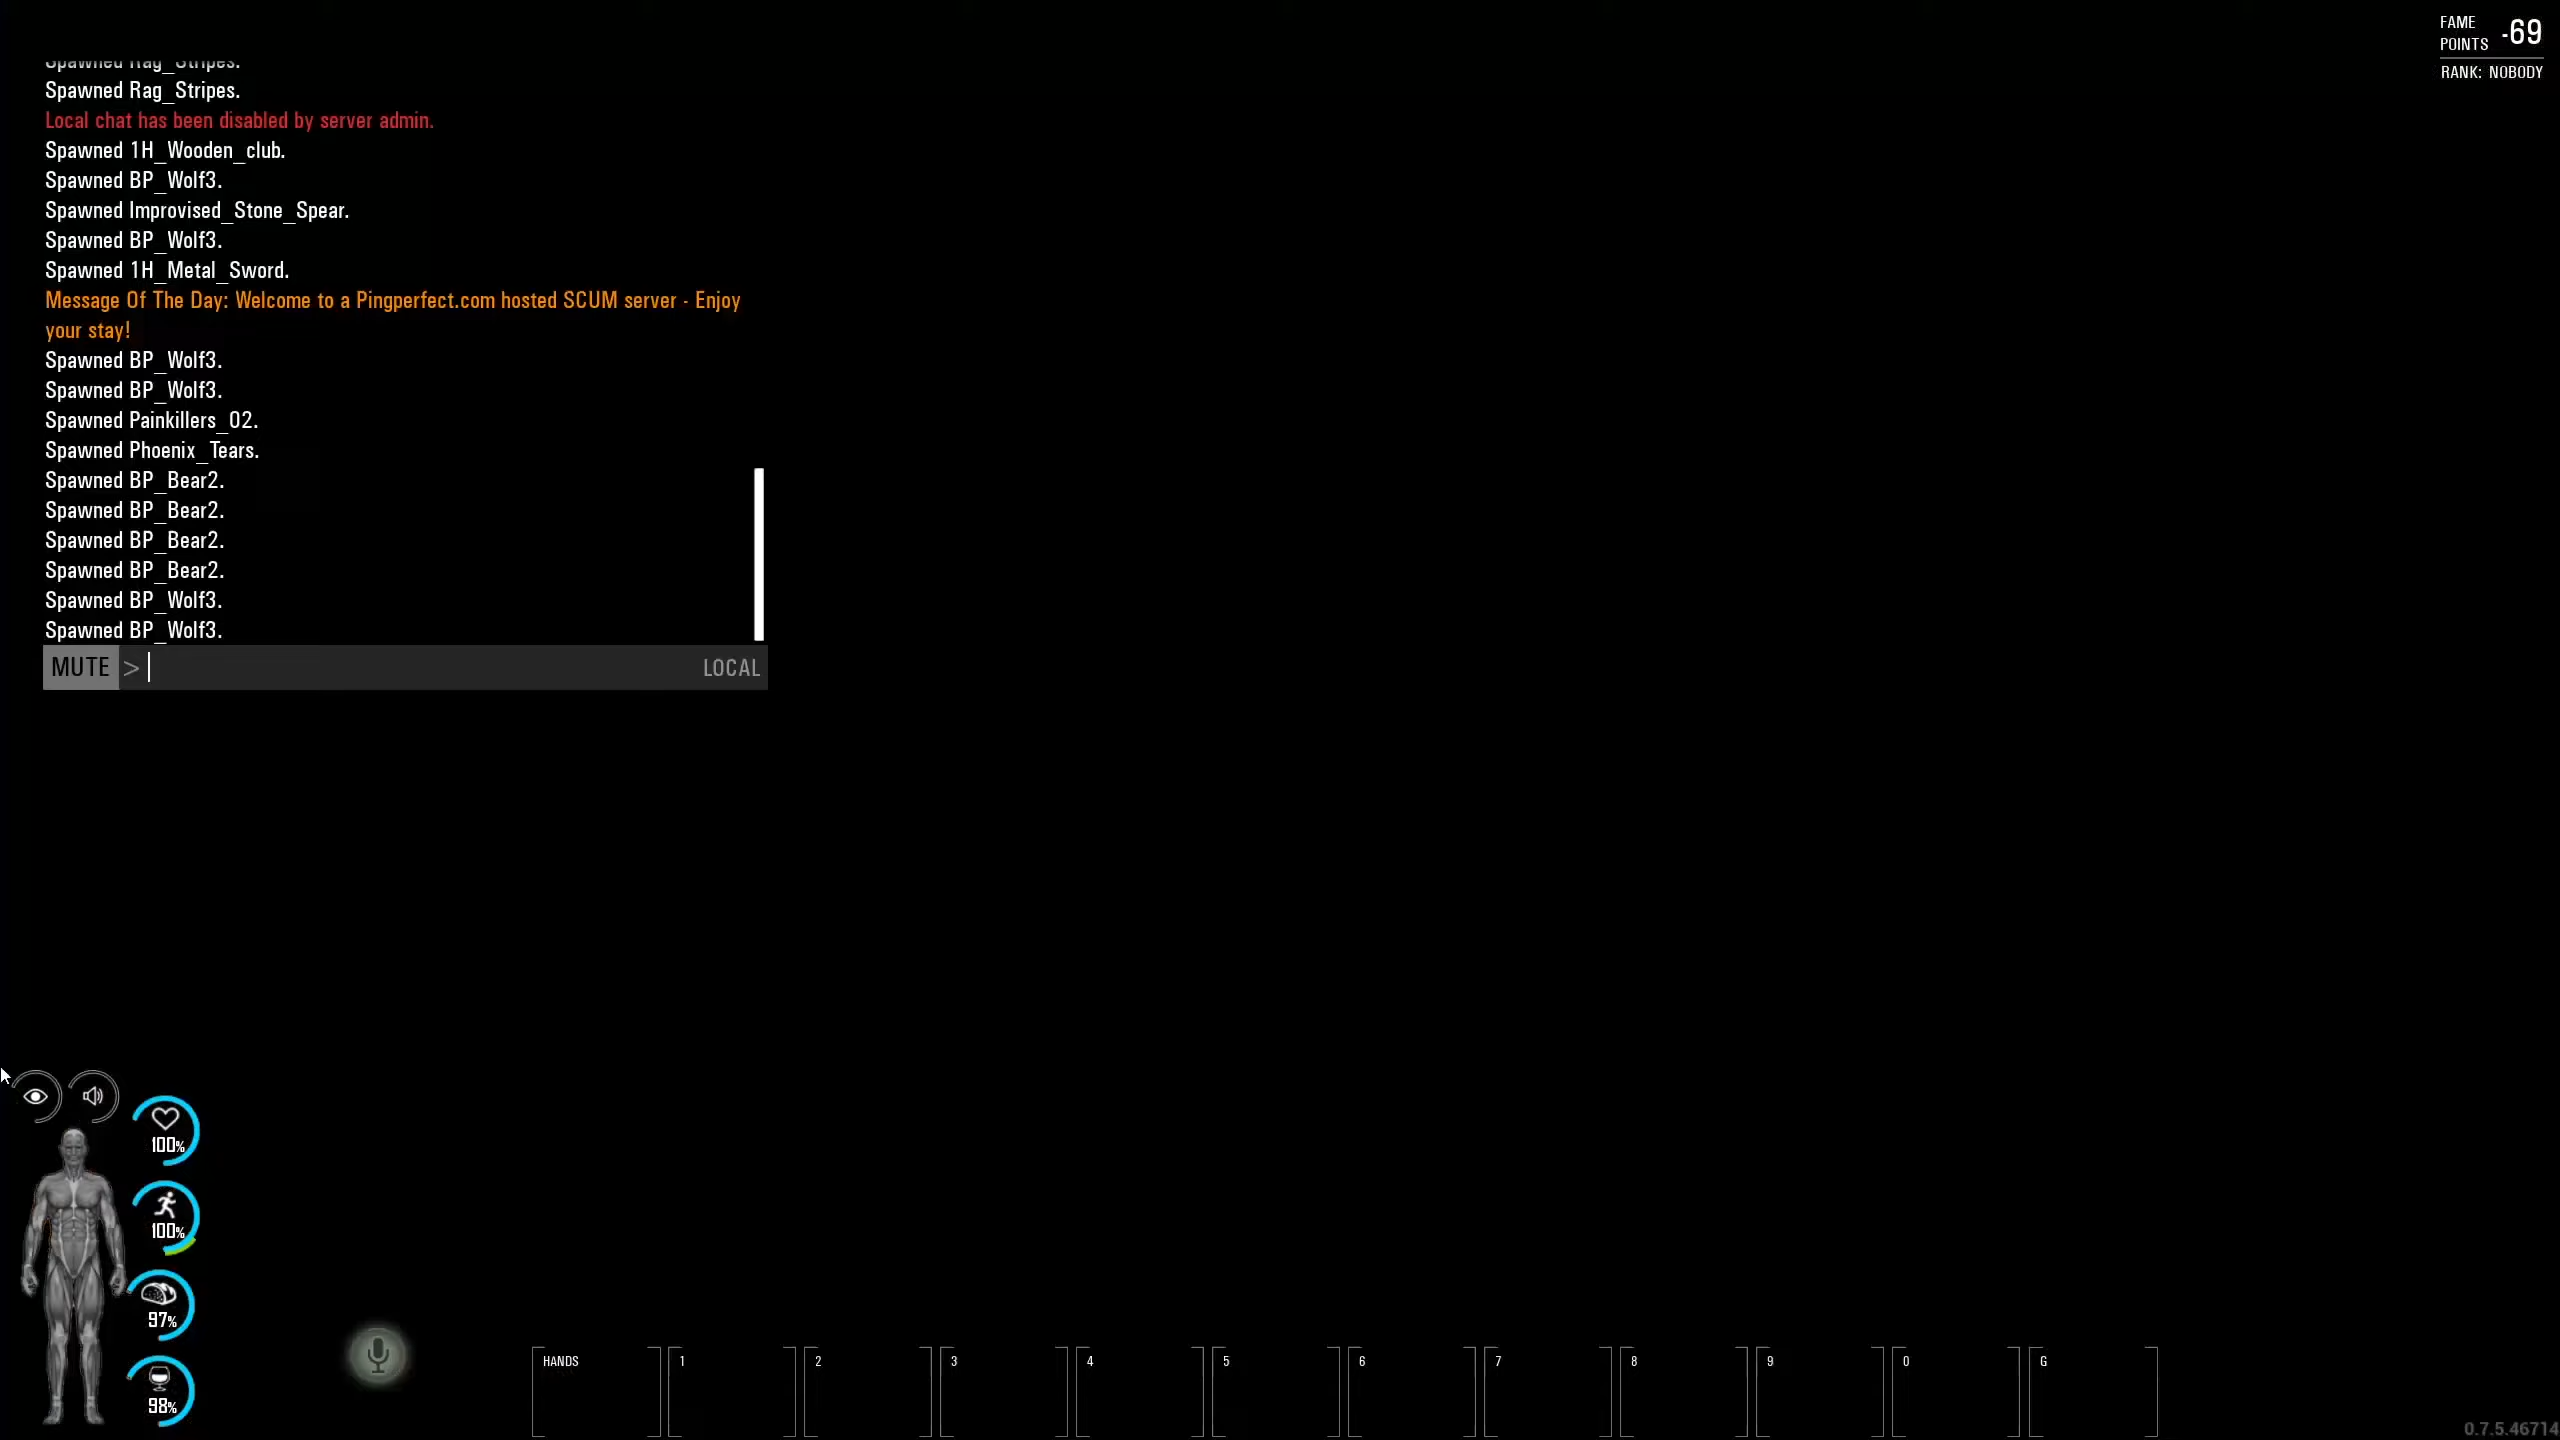 Spawned Rag_Stripes.
Spawned Rag_Stripes.
Local chat has been disabled by server admin.
Spawned 1H_Wooden_club.
Spawned BP_Wolf3.
Spawned Improvised_Stone_Spear.
Spawned BP_Wolf3.
Spawned 1H_Metal_Sword.
Message Of The Day: Welcome to a Pingperfect.com hosted SCUM server - Enjoy
your stay!
Spawned BP_Wolf3.
Spawned BP_Wolf3.
Spawned Painkillers_02.
Spawned Phoenix_Tears.
Spawned BP_Bear2.
Spawned BP_Bear2.
Spawned BP_Bear2.
Spawned BP_Bear2.
Spawned BP_Wolf3.
Spawned BP_Wolf3.
MUTE > LOCAL
FAME
POINTS -69
RANK: NOBODY
100%
100%
97%
98%
HANDS 1 2 3 4 5 6 7 8 9 0 G
0.7.5.46714